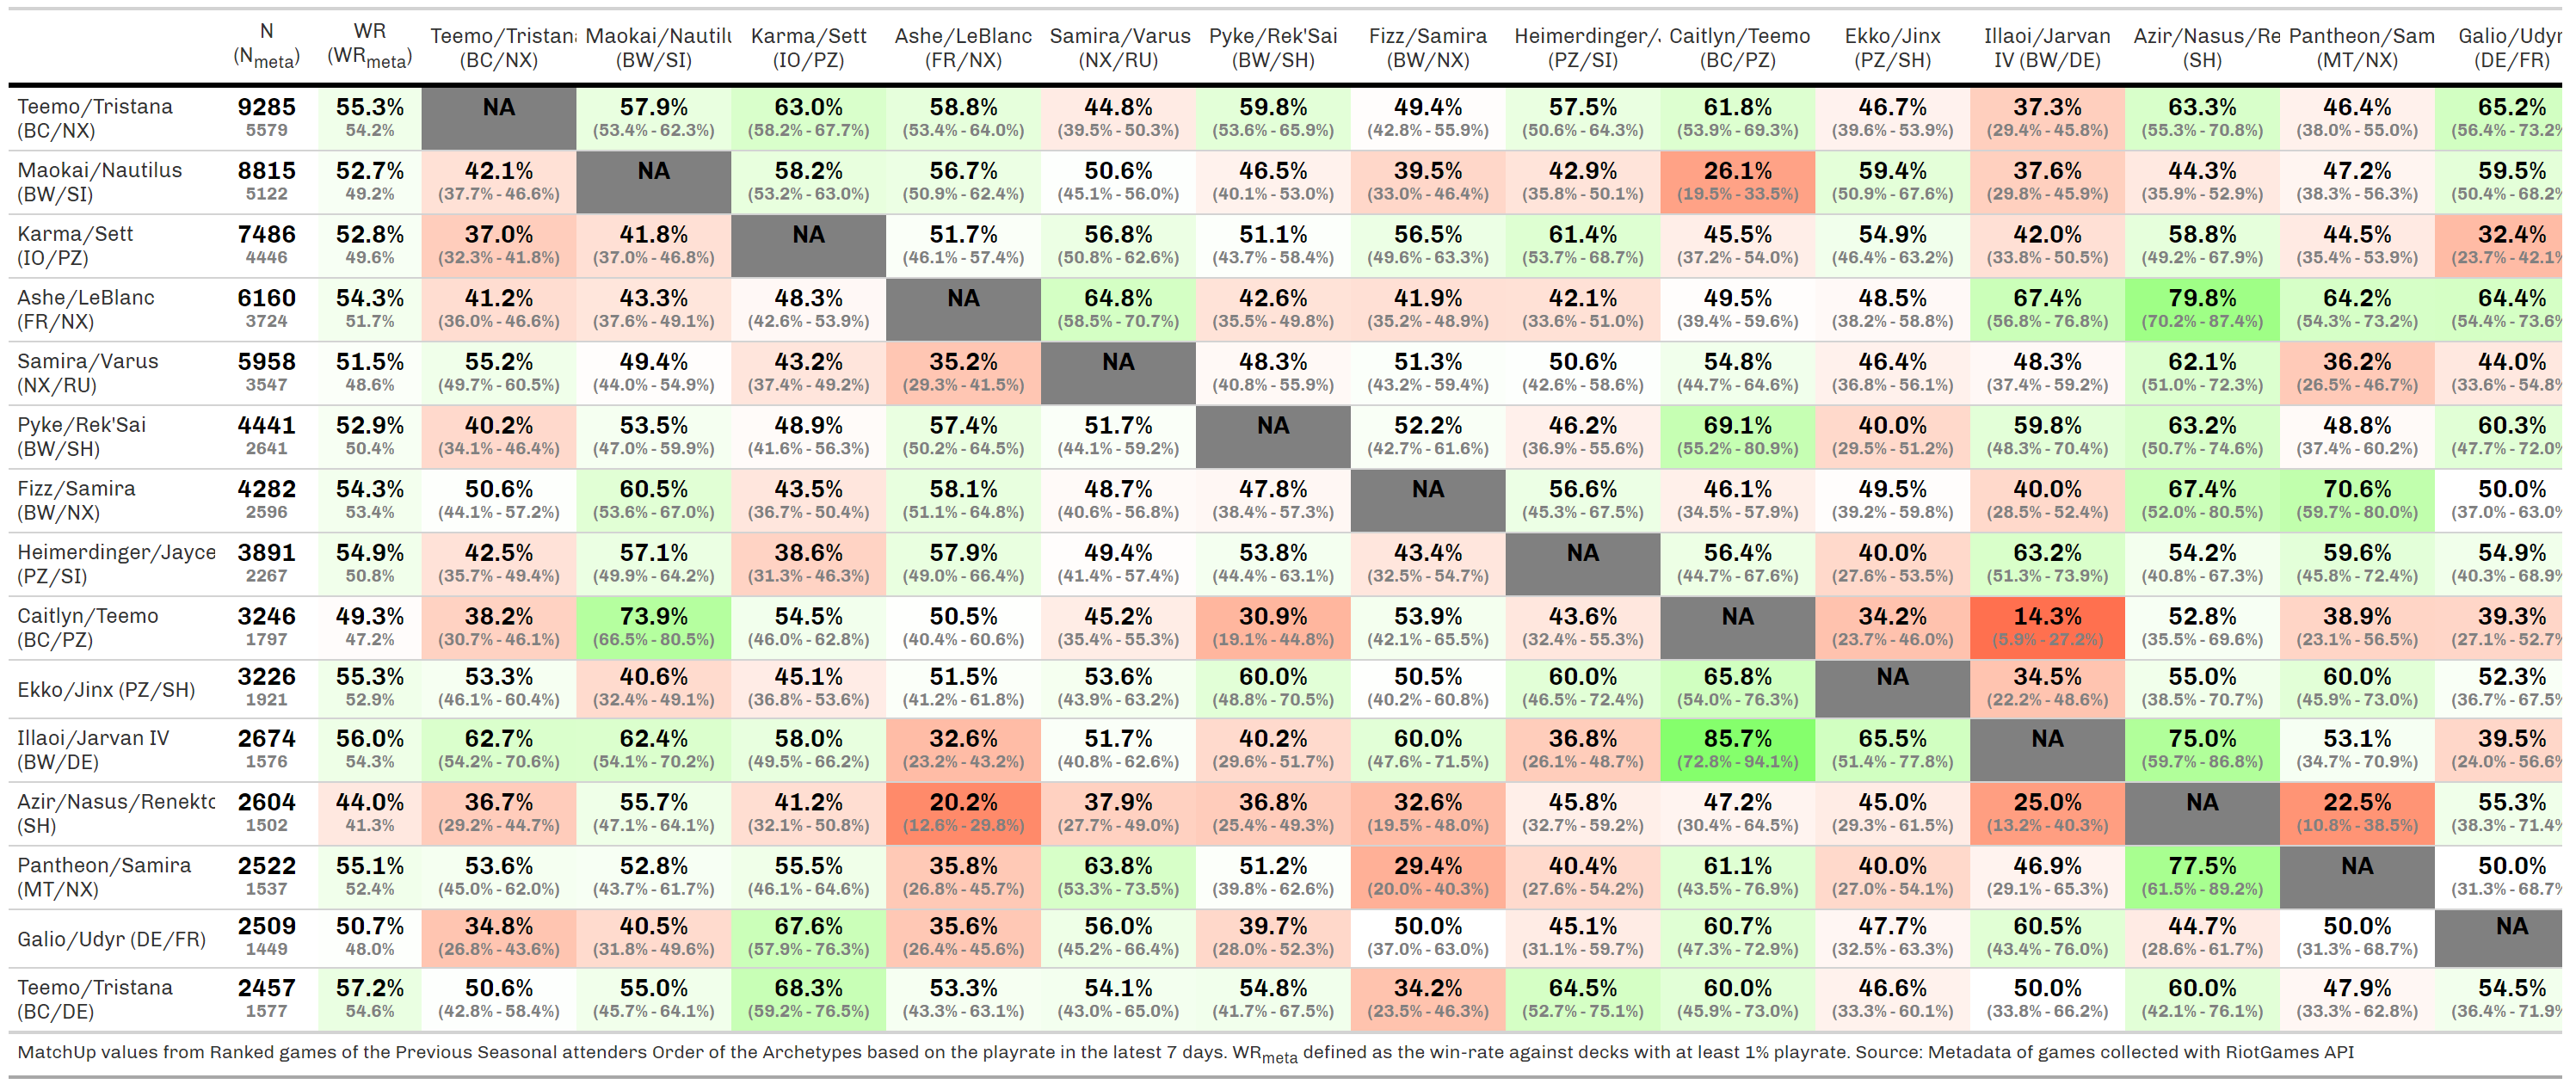 N WR Teemo/Tristana Maokai/Nautilu Karma/Sett Ashe/LeBlanc Samira/Varus Pyke/Rek'Sai Fizz/Samira Heimerdinger/J Caitlyn/Teemo Ekko/Jinx Illaoi/Jarvan Azir/Nasus/Re Pantheon/Sam Galio/Udyr
(Nmeta) (WRmeta) (BC/NX) (BW/SI) (IO/PZ) (FR/NX) (NX/RU) (BW/SH) (BW/NX) (PZ/SI) (BC/PZ) (PZ/SH) IV (BW/DE) (SH) (MT/NX) (DE/FR)
Teemo/Tristana 9285 55.3% NA 57.9% 63.0% 58.8% 44.8% 59.8% 49.4% 57.5% 61.8% 46.7% 37.3% 63.3% 46.4% 65.2%
(BC/NX) 5579 54.2% (53.4% - 62.3%) (58.2% - 67.7%) (53.4% - 64.0%) (39.5% - 50.3%) (53.6% - 65.9%) (42.8% - 55.9%) (50.6% - 64.3%) (53.9% - 69.3%) (39.6% - 53.9%) (29.4% - 45.8%) (55.3% - 70.8%) (38.0% - 55.0%) (56.4% - 73.2%
Maokai/Nautilus 8815 52.7% 42.1% NA 58.2% 56.7% 50.6% 46.5% 39.5% 42.9% 26.1% 59.4% 37.6% 44.3% 47.2% 59.5%
(BW/SI) 5122 49.2% (37.7% - 46.6%) (53.2% - 63.0%) (50.9% - 62.4%) (45.1% - 56.0%) (40.1% - 53.0%) (33.0% - 46.4%) (35.8% - 50.1%) (19.5% - 33.5%) (50.9% - 67.6%) (29.8% - 45.9%) (35.9% - 52.9%) (38.3% - 56.3%) (50.4% - 68.2%
Karma/Sett 7486 52.8% 37.0% 41.8% NA 51.7% 56.8% 51.1% 56.5% 61.4% 45.5% 54.9% 42.0% 58.8% 44.5% 32.4%
(IO/PZ) 4446 49.6% (32.3% - 41.8%) (37.0% - 46.8%) (46.1% - 57.4%) (50.8% - 62.6%) (43.7% - 58.4%) (49.6% - 63.3%) (53.7% - 68.7%) (37.2% - 54.0%) (46.4% - 63.2%) (33.8% - 50.5%) (49.2% - 67.9%) (35.4% - 53.9%) (23.7% - 42.1%
Ashe/LeBlanc 6160 54.3% 41.2% 43.3% 48.3% NA 64.8% 42.6% 41.9% 42.1% 49.5% 48.5% 67.4% 79.8% 64.2% 64.4%
(FR/NX) 3724 51.7% (36.0% - 46.6%) (37.6% - 49.1%) (42.6% - 53.9%) (58.5% - 70.7%) (35.5% - 49.8%) (35.2% - 48.9%) (33.6% - 51.0%) (39.4% - 59.6%) (38.2% - 58.8%) (56.8% - 76.8%) (70.2% - 87.4%) (54.3% - 73.2%) (54.4% - 73.6%
Samira/Varus 5958 51.5% 55.2% 49.4% 43.2% 35.2% NA 48.3% 51.3% 50.6% 54.8% 46.4% 48.3% 62.1% 36.2% 44.0%
(NX/RU) 3547 48.6% (49.7% - 60.5%) (44.0% - 54.9%) (37.4% - 49.2%) (29.3% - 41.5%) (40.8% - 55.9%) (43.2% - 59.4%) (42.6% - 58.6%) (44.7% - 64.6%) (36.8% - 56.1%) (37.4% - 59.2%) (51.0% - 72.3%) (26.5% - 46.7%) (33.6% - 54.8%
Pyke/Rek'Sai 4441 52.9% 40.2% 53.5% 48.9% 57.4% 51.7% NA 52.2% 46.2% 69.1% 40.0% 59.8% 63.2% 48.8% 60.3%
(BW/SH) 2641 50.4% (34.1% - 46.4%) (47.0% - 59.9%) (41.6% - 56.3%) (50.2% - 64.5%) (44.1% - 59.2%) (42.7% - 61.6%) (36.9% - 55.6%) (55.2% - 80.9%) (29.5% - 51.2%) (48.3% - 70.4%) (50.7% - 74.6%) (37.4% - 60.2%) (47.7% - 72.0%
Fizz/Samira 4282 54.3% 50.6% 60.5% 43.5% 58.1% 48.7% 47.8% NA 56.6% 46.1% 49.5% 40.0% 67.4% 70.6% 50.0%
(BW/NX) 2596 53.4% (44.1% - 57.2%) (53.6% - 67.0%) (36.7% - 50.4%) (51.1% - 64.8%) (40.6% - 56.8%) (38.4% - 57.3%) (45.3% - 67.5%) (34.5% - 57.9%) (39.2% - 59.8%) (28.5% - 52.4%) (52.0% - 80.5%) (59.7% - 80.0%) (37.0% - 63.0%
Heimerdinger/Jayce 3891 54.9% 42.5% 57.1% 38.6% 57.9% 49.4% 53.8% 43.4% NA 56.4% 40.0% 63.2% 54.2% 59.6% 54.9%
(PZ/SI) 2267 50.8% (35.7% - 49.4%) (49.9% - 64.2%) (31.3% - 46.3%) (49.0% - 66.4%) (41.4% - 57.4%) (44.4% - 63.1%) (32.5% - 54.7%) (44.7% - 67.6%) (27.6% - 53.5%) (51.3% - 73.9%) (40.8% - 67.3%) (45.8% - 72.4%) (40.3% - 68.9%
Caitlyn/Teemo 3246 49.3% 38.2% 73.9% 54.5% 50.5% 45.2% 30.9% 53.9% 43.6% NA 34.2% 14.3% 52.8% 38.9% 39.3%
(BC/PZ) 1797 47.2% (30.7% - 46.1%) (66.5% - 80.5%) (46.0% - 62.8%) (40.4% - 60.6%) (35.4% - 55.3%) (19.1% - 44.8%) (42.1% - 65.5%) (32.4% - 55.3%) (23.7% - 46.0%) (5.9% - 27.2%) (35.5% - 69.6%) (23.1% - 56.5%) (27.1% - 52.7%
Ekko/Jinx (PZ/SH) 3226 55.3% 53.3% 40.6% 45.1% 51.5% 53.6% 60.0% 50.5% 60.0% 65.8% NA 34.5% 55.0% 60.0% 52.3%
1921 52.9% (46.1% - 60.4%) (32.4% - 49.1%) (36.8% - 53.6%) (41.2% - 61.8%) (43.9% - 63.2%) (48.8% - 70.5%) (40.2% - 60.8%) (46.5% - 72.4%) (54.0% - 76.3%) (22.2% - 48.6%) (38.5% - 70.7%) (45.9% - 73.0%) (36.7% - 67.5%
Illaoi/Jarvan IV 2674 56.0% 62.7% 62.4% 58.0% 32.6% 51.7% 40.2% 60.0% 36.8% 85.7% 65.5% NA 75.0% 53.1% 39.5%
(BW/DE) 1576 54.3% (54.2% - 70.6%) (54.1% - 70.2%) (49.5% - 66.2%) (23.2% - 43.2%) (40.8% - 62.6%) (29.6% - 51.7%) (47.6% - 71.5%) (26.1% - 48.7%) (72.8% - 94.1%) (51.4% - 77.8%) (59.7% - 86.8%) (34.7% - 70.9%) (24.0% - 56.6%
Azir/Nasus/Renekto 2604 44.0% 36.7% 55.7% 41.2% 20.2% 37.9% 36.8% 32.6% 45.8% 47.2% 45.0% 25.0% NA 22.5% 55.3%
(SH) 1502 41.3% (29.2% - 44.7%) (47.1% - 64.1%) (32.1% - 50.8%) (12.6% - 29.8%) (27.7% - 49.0%) (25.4% - 49.3%) (19.5% - 48.0%) (32.7% - 59.2%) (30.4% - 64.5%) (29.3% - 61.5%) (13.2% - 40.3%) (10.8% - 38.5%) (38.3% - 71.4%
Pantheon/Samira 2522 55.1% 53.6% 52.8% 55.5% 35.8% 63.8% 51.2% 29.4% 40.4% 61.1% 40.0% 46.9% 77.5% NA 50.0%
(MT/NX) 1537 52.4% (45.0% - 62.0%) (43.7% - 61.7%) (46.1% - 64.6%) (26.8% - 45.7%) (53.3% - 73.5%) (39.8% - 62.6%) (20.0% - 40.3%) (27.6% - 54.2%) (43.5% - 76.9%) (27.0% - 54.1%) (29.1% - 65.3%) (61.5% - 89.2%) (31.3% - 68.7%
Galio/Udyr (DE/FR) 2509 50.7% 34.8% 40.5% 67.6% 35.6% 56.0% 39.7% 50.0% 45.1% 60.7% 47.7% 60.5% 44.7% 50.0% NA
1449 48.0% (26.8% - 43.6%) (31.8% - 49.6%) (57.9% - 76.3%) (26.4% - 45.6%) (45.2% - 66.4%) (28.0% - 52.3%) (37.0% - 63.0%) (31.1% - 59.7%) (47.3% - 72.9%) (32.5% - 63.3%) (43.4% - 76.0%) (28.6% - 61.7%) (31.3% - 68.7%)
Teemo/Tristana 2457 57.2% 50.6% 55.0% 68.3% 53.3% 54.1% 54.8% 34.2% 64.5% 60.0% 46.6% 50.0% 60.0% 47.9% 54.5%
(BC/DE) 1577 54.6% (42.8% - 58.4%) (45.7% - 64.1%) (59.2% - 76.5%) (43.3% - 63.1%) (43.0% - 65.0%) (41.7% - 67.5%) (23.5% - 46.3%) (52.7% - 75.1%) (45.9% - 73.0%) (33.3% - 60.1%) (33.8% - 66.2%) (42.1% - 76.1%) (33.3% - 62.8%) (36.4% - 71.9%
MatchUp values from Ranked games of the Previous Seasonal attenders Order of the Archetypes based on the playrate in the latest 7 days. WRmeta defined as the win-rate against decks with at least 1% playrate. Source: Metadata of games collected with RiotGames API